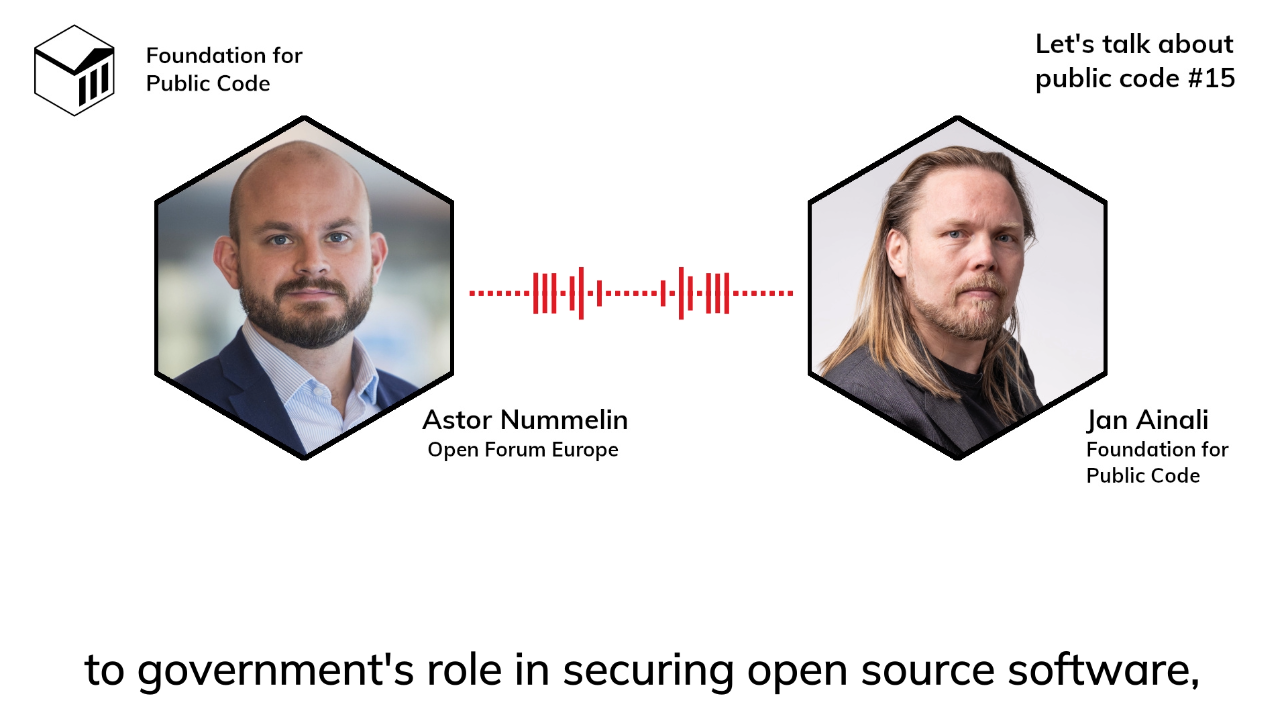 Foundation for
Public Code
Let's talk about
public code #15
Astor Nummelin
Open Forum Europe
Jan Ainali
Foundation for
Public Code
to government's role in securing open source software,